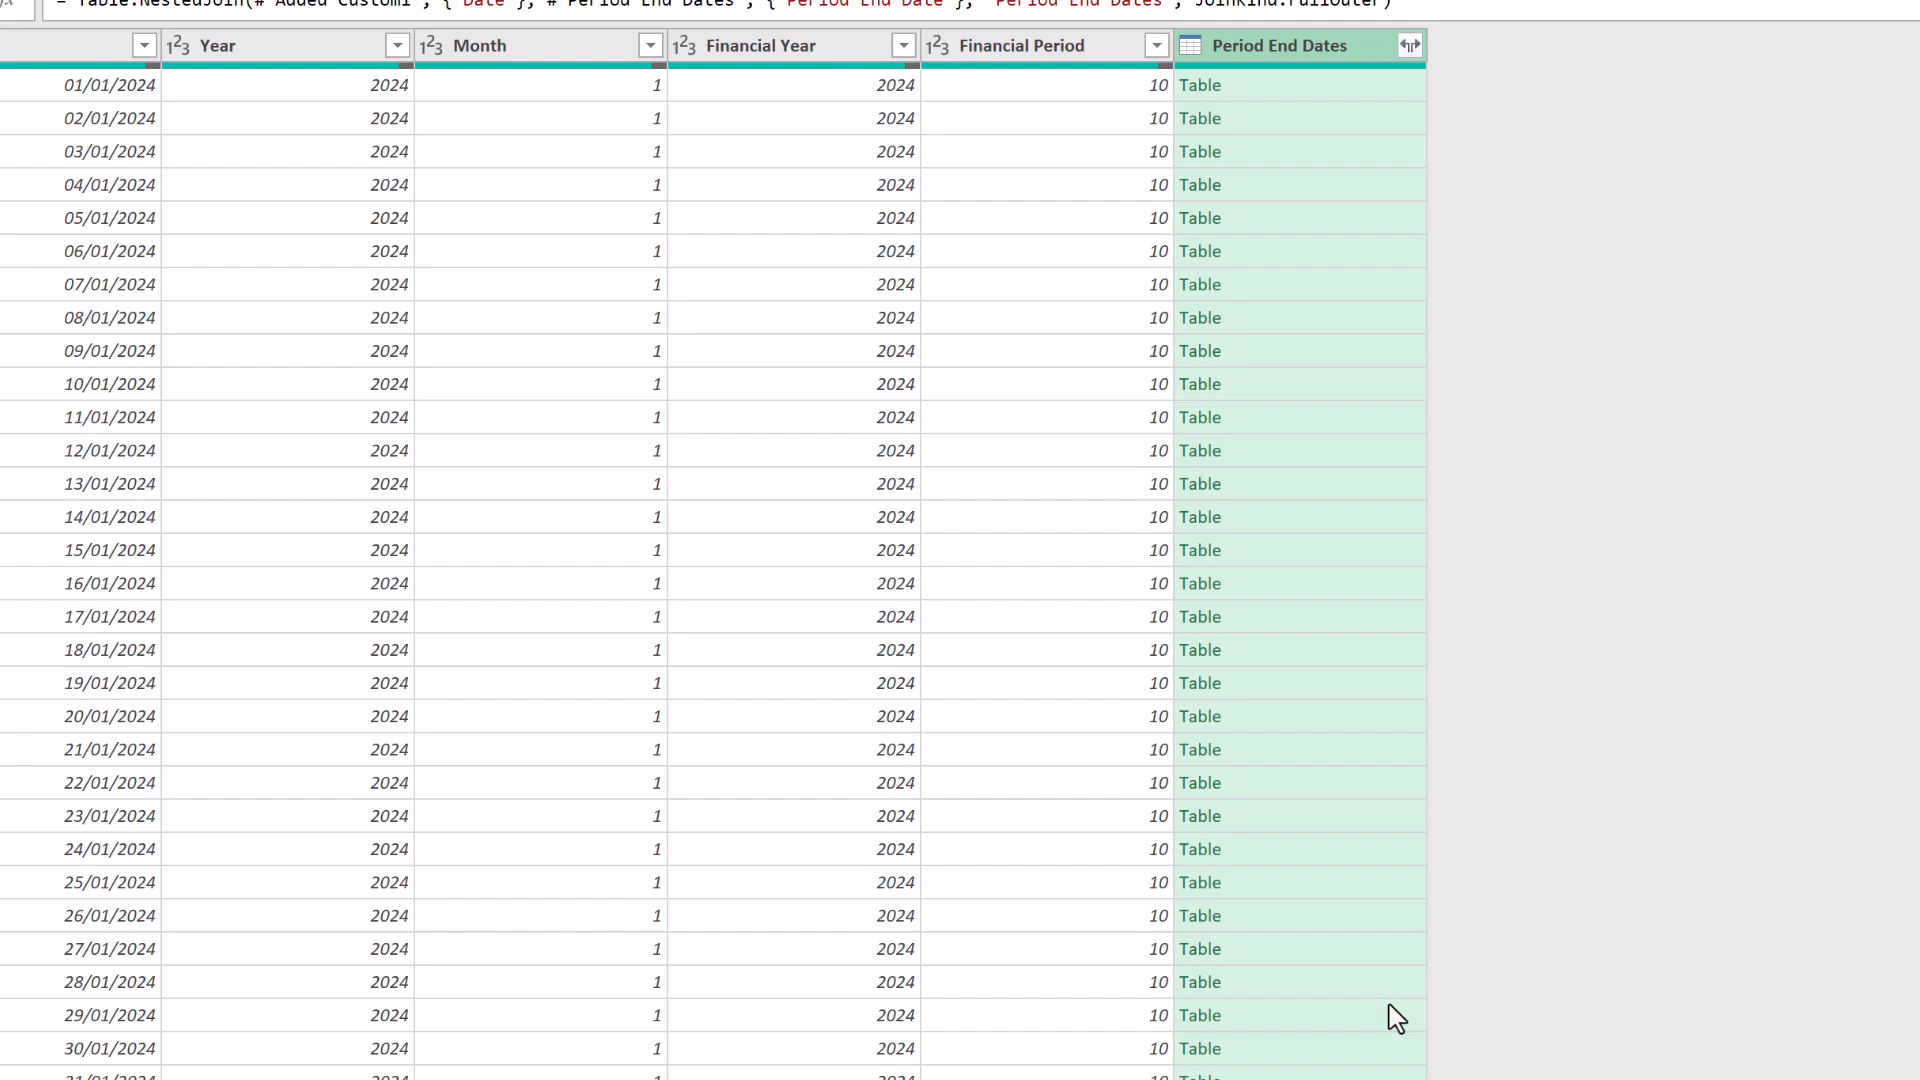 = Table.NestedJoin(#"Added Custom1", {"Date"}, #"Period End Dates", {"Period End Date"}, "Period End Dates", JoinKind.FullOuter)
123 Year 123 Month 123 Financial Year 123 Financial Period Period End Dates
01/01/2024 2024 1 2024 10 Table
02/01/2024 2024 1 2024 10 Table
03/01/2024 2024 1 2024 10 Table
04/01/2024 2024 1 2024 10 Table
05/01/2024 2024 1 2024 10 Table
06/01/2024 2024 1 2024 10 Table
07/01/2024 2024 1 2024 10 Table
08/01/2024 2024 1 2024 10 Table
09/01/2024 2024 1 2024 10 Table
10/01/2024 2024 1 2024 10 Table
11/01/2024 2024 1 2024 10 Table
12/01/2024 2024 1 2024 10 Table
13/01/2024 2024 1 2024 10 Table
14/01/2024 2024 1 2024 10 Table
15/01/2024 2024 1 2024 10 Table
16/01/2024 2024 1 2024 10 Table
17/01/2024 2024 1 2024 10 Table
18/01/2024 2024 1 2024 10 Table
19/01/2024 2024 1 2024 10 Table
20/01/2024 2024 1 2024 10 Table
21/01/2024 2024 1 2024 10 Table
22/01/2024 2024 1 2024 10 Table
23/01/2024 2024 1 2024 10 Table
24/01/2024 2024 1 2024 10 Table
25/01/2024 2024 1 2024 10 Table
26/01/2024 2024 1 2024 10 Table
27/01/2024 2024 1 2024 10 Table
28/01/2024 2024 1 2024 10 Table
29/01/2024 2024 1 2024 10 Table
30/01/2024 2024 1 2024 10 Table
31/01/2024 2024 1 2024 10 Table